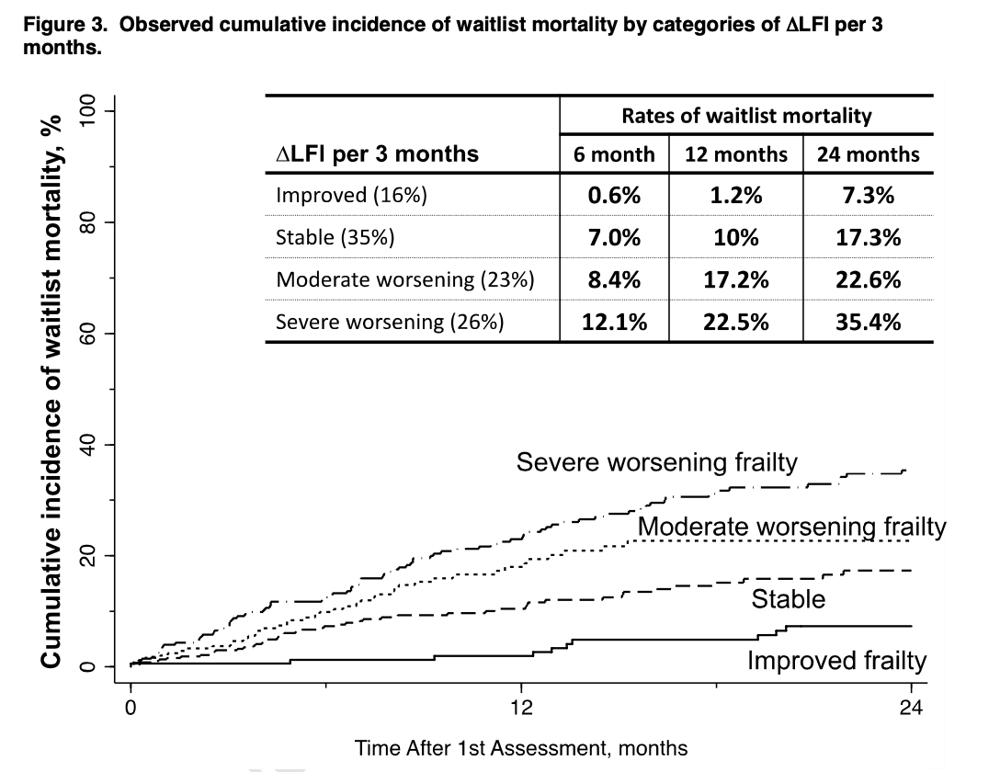 Figure 3. Observed cumulative incidence of waitlist mortality by categories of ΔLFI per 3
months.
Cumulative incidence of waitlist mortality, %
100
80
60
40
20
0
Rates of waitlist mortality
ΔLFI per 3 months 6 month 12 months 24 months
Improved (16%) 0.6% 1.2% 7.3%
Stable (35%) 7.0% 10% 17.3%
Moderate worsening (23%) 8.4% 17.2% 22.6%
Severe worsening (26%) 12.1% 22.5% 35.4%
Severe worsening frailty
Moderate worsening frailty
Stable
Improved frailty
0 12 24
Time After 1st Assessment, months